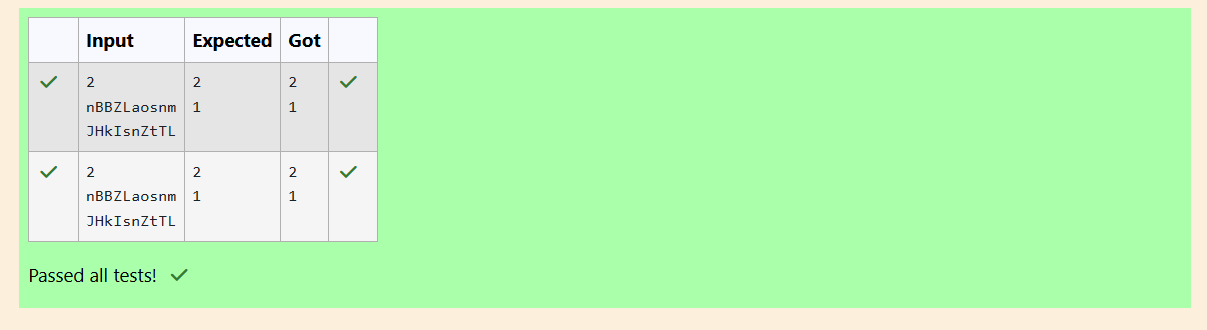 Input Expected Got
2 2 2
nBBZLaosnm 1 1
JHkIsnZtTL
2 2 2
nBBZLaosnm 1 1
JHkIsnZtTL
Passed all tests!